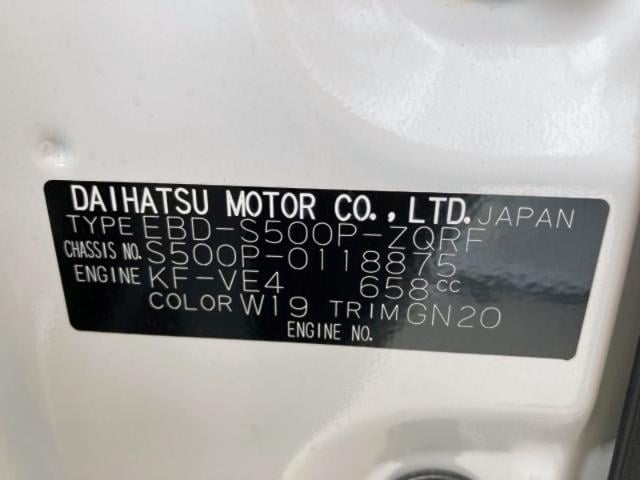 DAIHATSU MOTOR CO.,LTD. JAPAN
TYPE EBD-S500P-ZQRF
CHASSIS NO. S500P-0118875
ENGINE KF-VE4 658cc
COLOR W19 TRIM GN20
ENGINE NO.